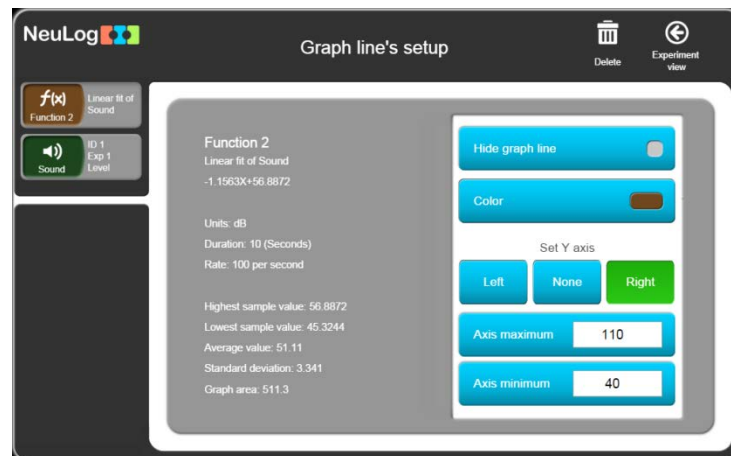 NeuLog
Graph line's setup
Delete
Experiment
view
f(x)
Function 2
Linear fit of
Sound
Sound
ID 1
Exp 1
Level
Function 2
Linear fit of Sound
-1.1563X+56.8872
Units: dB
Duration: 10 (Seconds)
Rate: 100 per second
Highest sample value: 56.8872
Lowest sample value: 45.3244
Average value: 51.11
Standard deviation: 3.341
Graph area: 511.3
Hide graph line
Color
Set Y axis
Left
None
Right
Axis maximum
110
Axis minimum
40